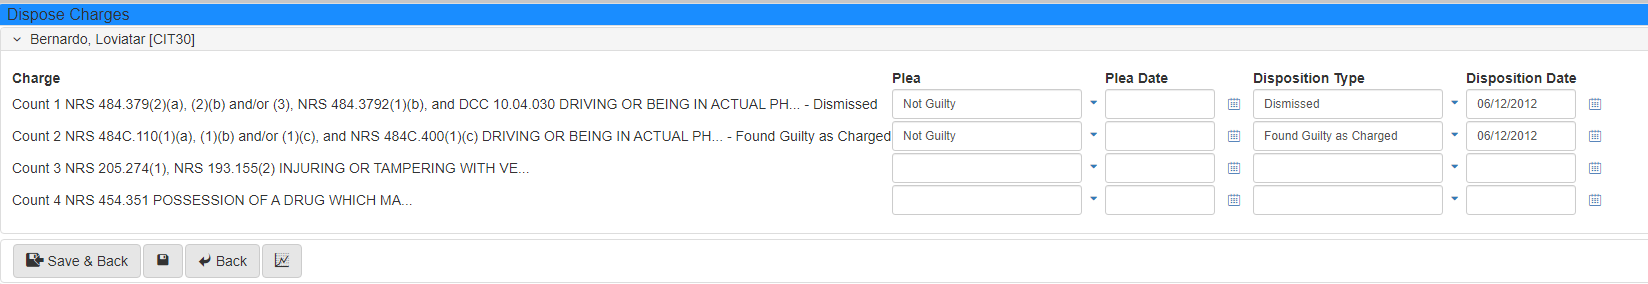 Dispose Charges
Bernardo, Loviatar [CIT30]
Charge Plea Plea Date Disposition Type Disposition Date
Count 1 NRS 484.379(2)(a), (2)(b) and/or (3), NRS 484.3792(1)(b), and DCC 10.04.030 DRIVING OR BEING IN ACTUAL PH... - Dismissed Not Guilty Dismissed 06/12/2012
Count 2 NRS 484C.110(1)(a), (1)(b) and/or (1)(c), and NRS 484C.400(1)(c) DRIVING OR BEING IN ACTUAL PH... - Found Guilty as Charged Not Guilty Found Guilty as Charged 06/12/2012
Count 3 NRS 205.274(1), NRS 193.155(2) INJURING OR TAMPERING WITH VE...
Count 4 NRS 454.351 POSSESSION OF A DRUG WHICH MA...
Save & Back Back